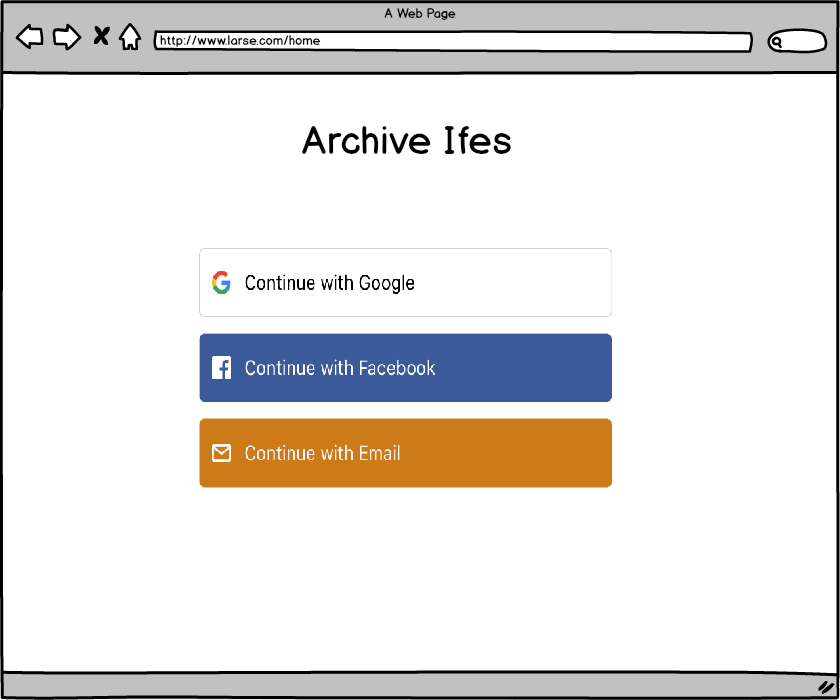 A Web Page
http://www.larse.com/home
Archive Ifes
Continue with Google
Continue with Facebook
Continue with Email